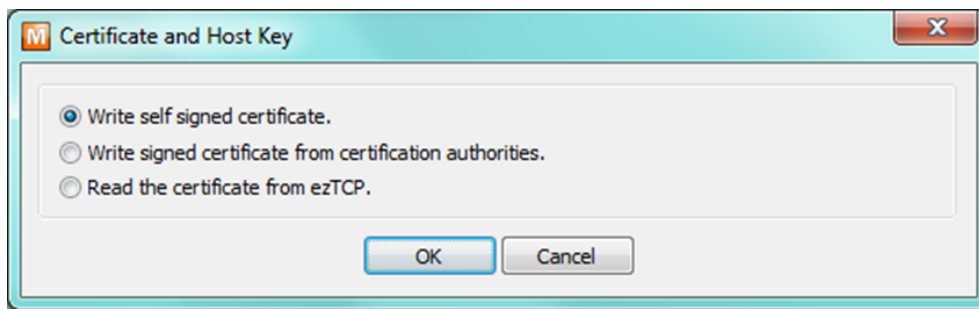 M Certificate and Host Key
Write self signed certificate.
Write signed certificate from certification authorities.
Read the certificate from ezTCP.
OK Cancel